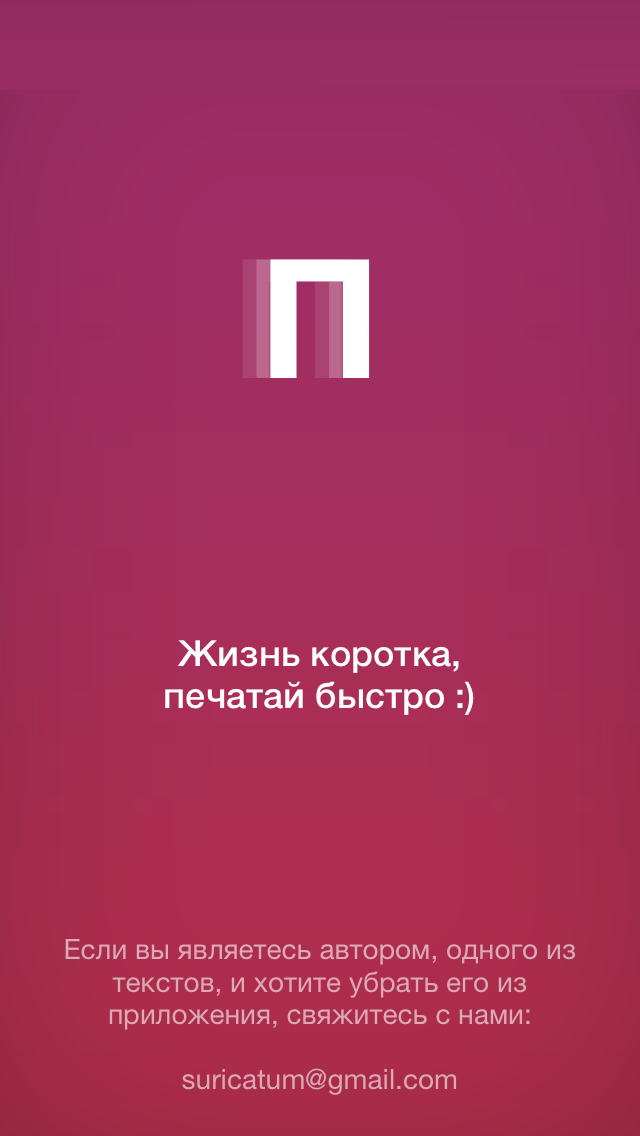 П
Жизнь коротка,
печатай быстро :)
Если вы являетесь автором, одного из
текстов, и хотите убрать его из
приложения, свяжитесь с нами:
suricatum@gmail.com